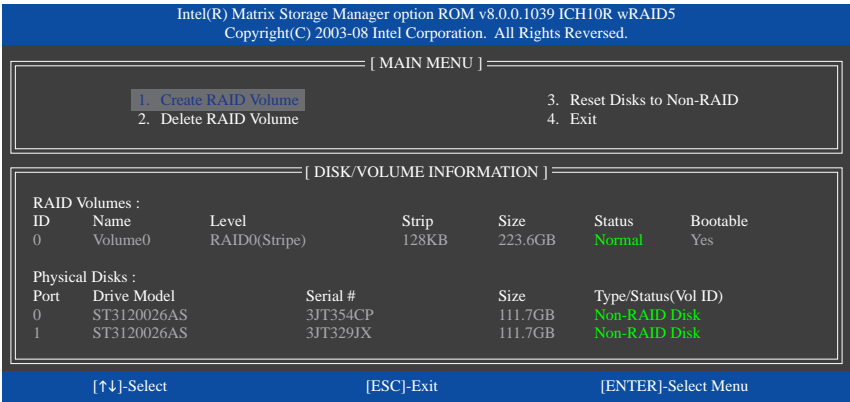 Intel(R) Matrix Storage Manager option ROM v8.0.0.1039 ICH10R wRAID5
Copyright(C) 2003-08 Intel Corporation. All Rights Reversed.
[ MAIN MENU ]
1. Create RAID Volume 3. Reset Disks to Non-RAID
2. Delete RAID Volume 4. Exit
[ DISK/VOLUME INFORMATION ]
RAID Volumes :
ID Name Level Strip Size Status Bootable
0 Volume0 RAID0(Stripe) 128KB 223.6GB Normal Yes
Physical Disks :
Port Drive Model Serial # Size Type/Status(Vol ID)
0 ST3120026AS 3JT354CP 111.7GB Non-RAID Disk
1 ST3120026AS 3JT329JX 111.7GB Non-RAID Disk
[↑↓]-Select [ESC]-Exit [ENTER]-Select Menu